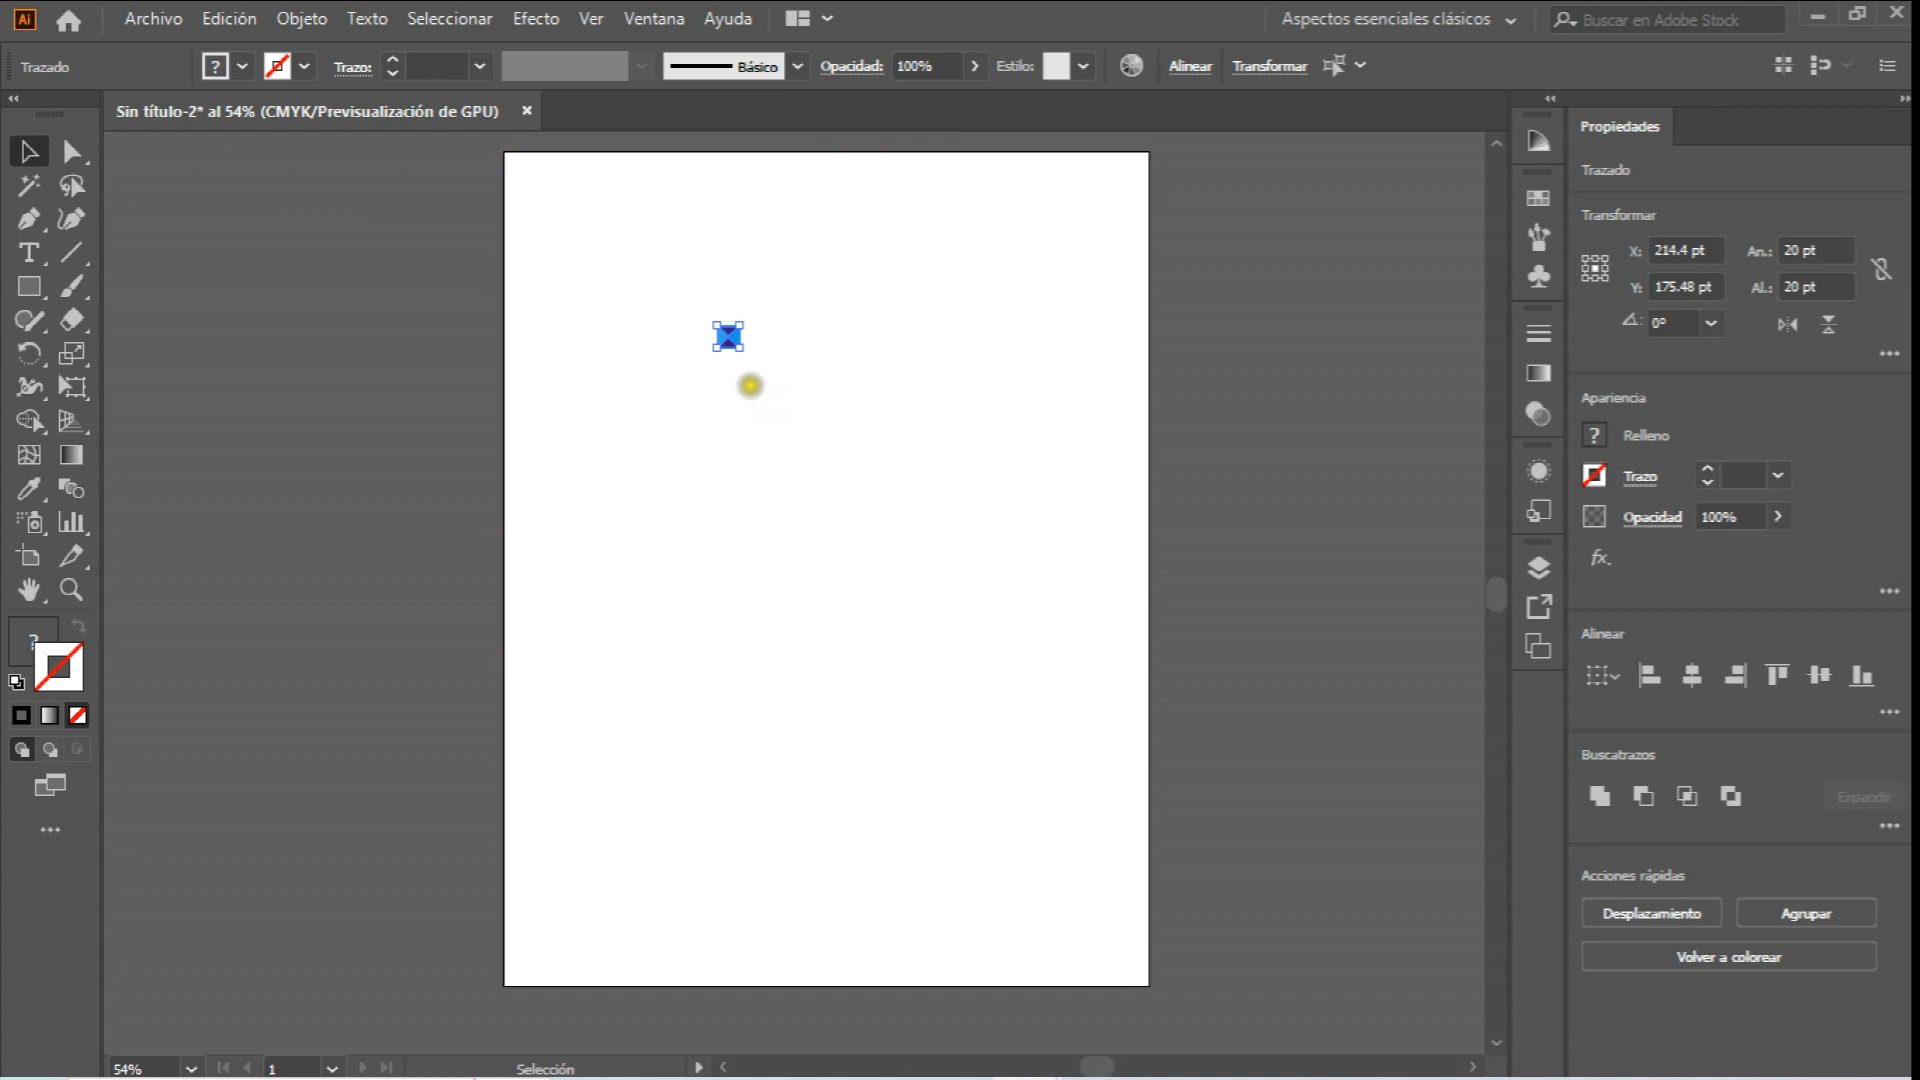 Ai
Archivo Edición Objeto Texto Seleccionar Efecto Ver Ventana Ayuda
Aspectos esenciales clásicos
Buscar en Adobe Stock
Trazado
?
Trazo:
Básico
Opacidad: 100%
Estilo:
Alinear
Transformar
Sin título-2* al 54% (CMYK/Previsualización de GPU)
Propiedades
Trazado
Transformar
X: 214.4 pt An.: 20 pt
Y: 175.48 pt Al.: 20 pt
0°
Apariencia
? Relleno
Trazo
Opacidad 100%
fx.
Alinear
Buscatrazos
Expandir
Acciones rápidas
Desplazamiento Agrupar
Volver a colorear
?
54% 1 Selección